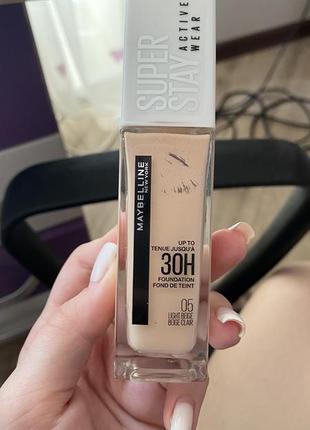 SUPER
STAY
ACTIVE
WEAR
MAYBELLINE
NEW YORK
UP TO
TENUE JUSQU'À
30H
FOUNDATION
FOND DE TEINT
05
LIGHT BEIGE
BEIGE CLAIR